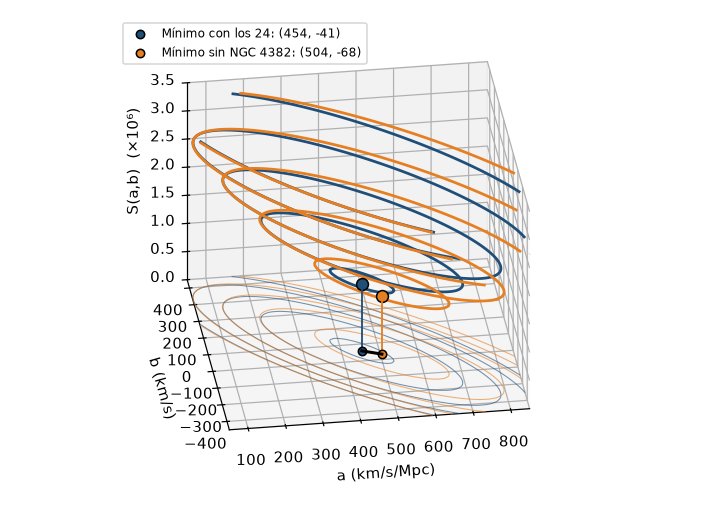 Mínimo con los 24: (454, -41)
Mínimo sin NGC 4382: (504, -68)
3.5
3.0
2.5
2.0
1.5
1.0
0.5
0.0
S(a,b) (×10⁶)
400
300
200
100
0
−100
−200
−300
−400
b (km/s)
100 200 300 400 500 600 700 800
a (km/s/Mpc)